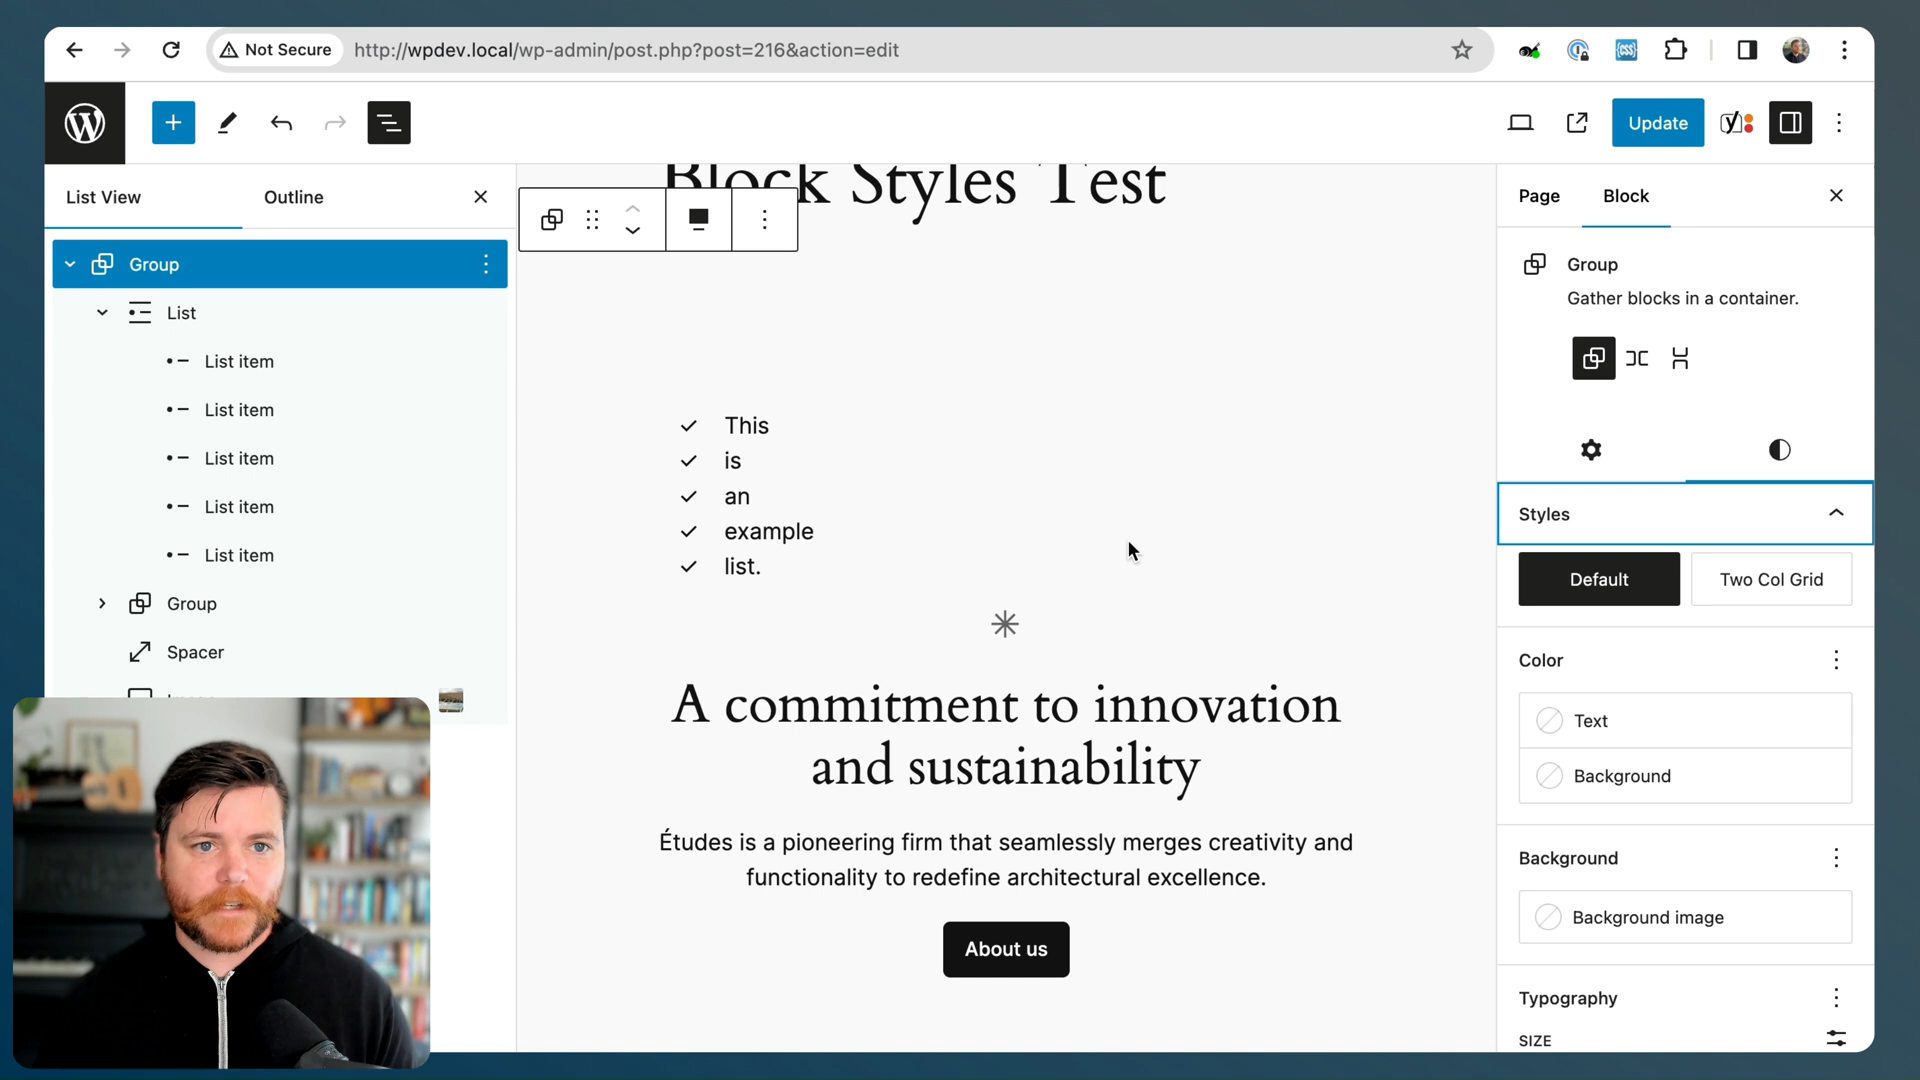 Not Secure
http://wpdev.local/wp-admin/post.php?post=216&action=edit
{css}
Update
List View
Outline
Block Styles Test
Page
Block
Group
Group
Gather blocks in a container.
List
List item
List item
List item
List item
List item
Group
Spacer
This
is
an
example
list.
A commitment to innovation
and sustainability
Études is a pioneering firm that seamlessly merges creativity and
functionality to redefine architectural excellence.
About us
Styles
Default
Two Col Grid
Color
Text
Background
Background
Background image
Typography
SIZE